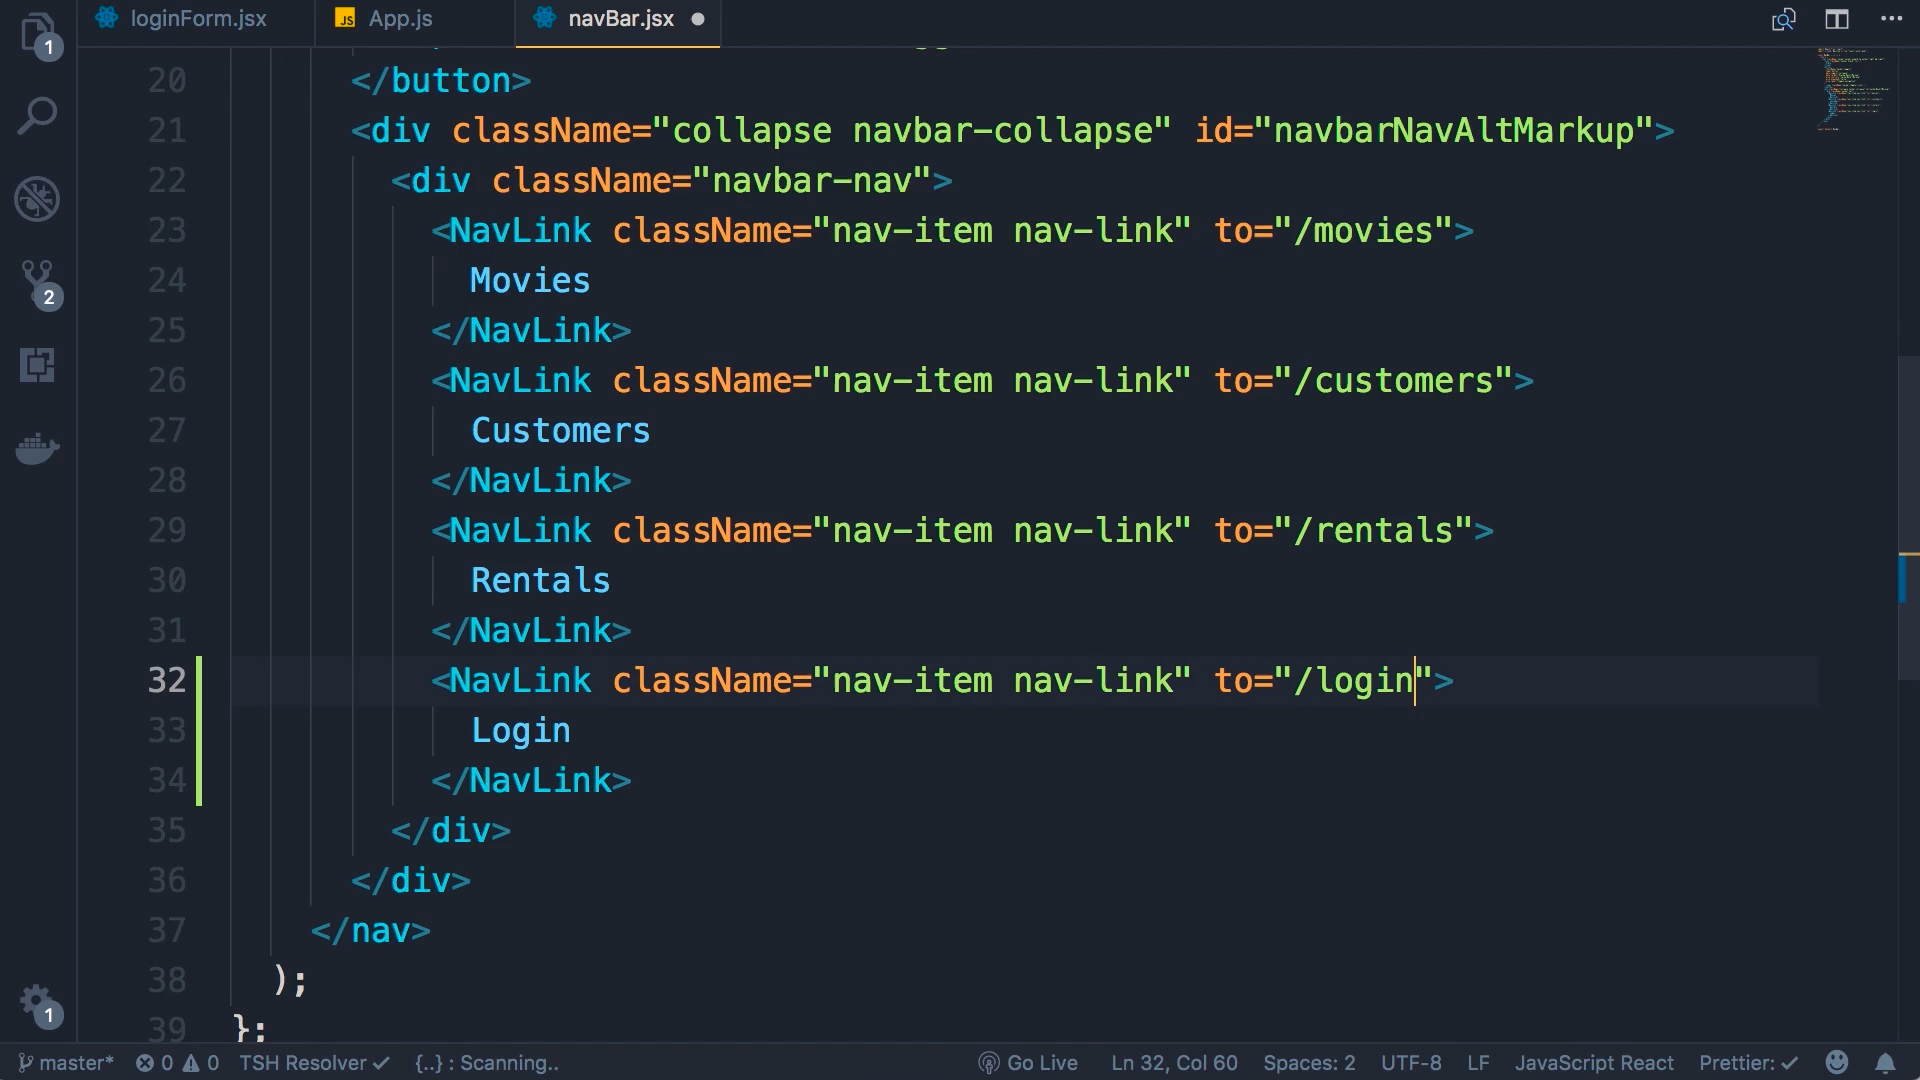 loginForm.jsx JS App.js navBar.jsx
1
20 </button>
21 <div className="collapse navbar-collapse" id="navbarNavAltMarkup">
22 <div className="navbar-nav">
23 <NavLink className="nav-item nav-link" to="/movies">
24 Movies
25 </NavLink>
26 <NavLink className="nav-item nav-link" to="/customers">
27 Customers
28 </NavLink>
2
29 <NavLink className="nav-item nav-link" to="/rentals">
30 Rentals
31 </NavLink>
32 <NavLink className="nav-item nav-link" to="/login">
33 Login
34 </NavLink>
35 </div>
36 </div>
37 </nav>
38 );
39 };
1
master* 0 0 TSH Resolver ✓ {..} : Scanning.. Go Live Ln 32, Col 60 Spaces: 2 UTF-8 LF JavaScript React Prettier: ✓